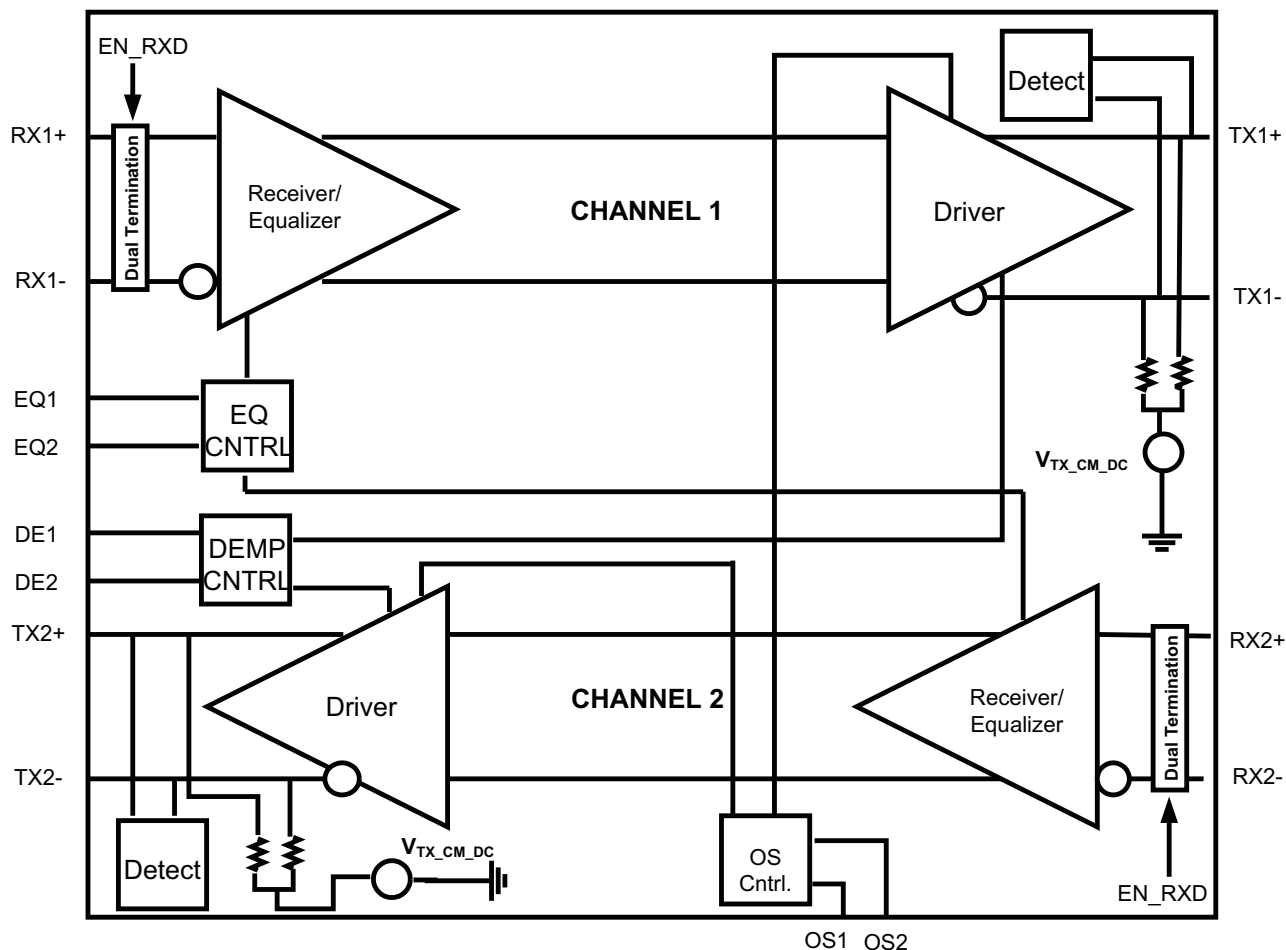 EN_RXD
Detect
RX1+
TX1+
Dual Termination
Receiver/
Equalizer
CHANNEL 1
Driver
RX1-
TX1-
EQ1
EQ
CNTRL
EQ2
VTX_CM_DC
DE1
DEMP
CNTRL
DE2
TX2+
RX2+
Driver
CHANNEL 2
Receiver/
Equalizer
Dual Termination
TX2-
RX2-
Detect
VTX_CM_DC
OS
Cntrl.
EN_RXD
OS1
OS2